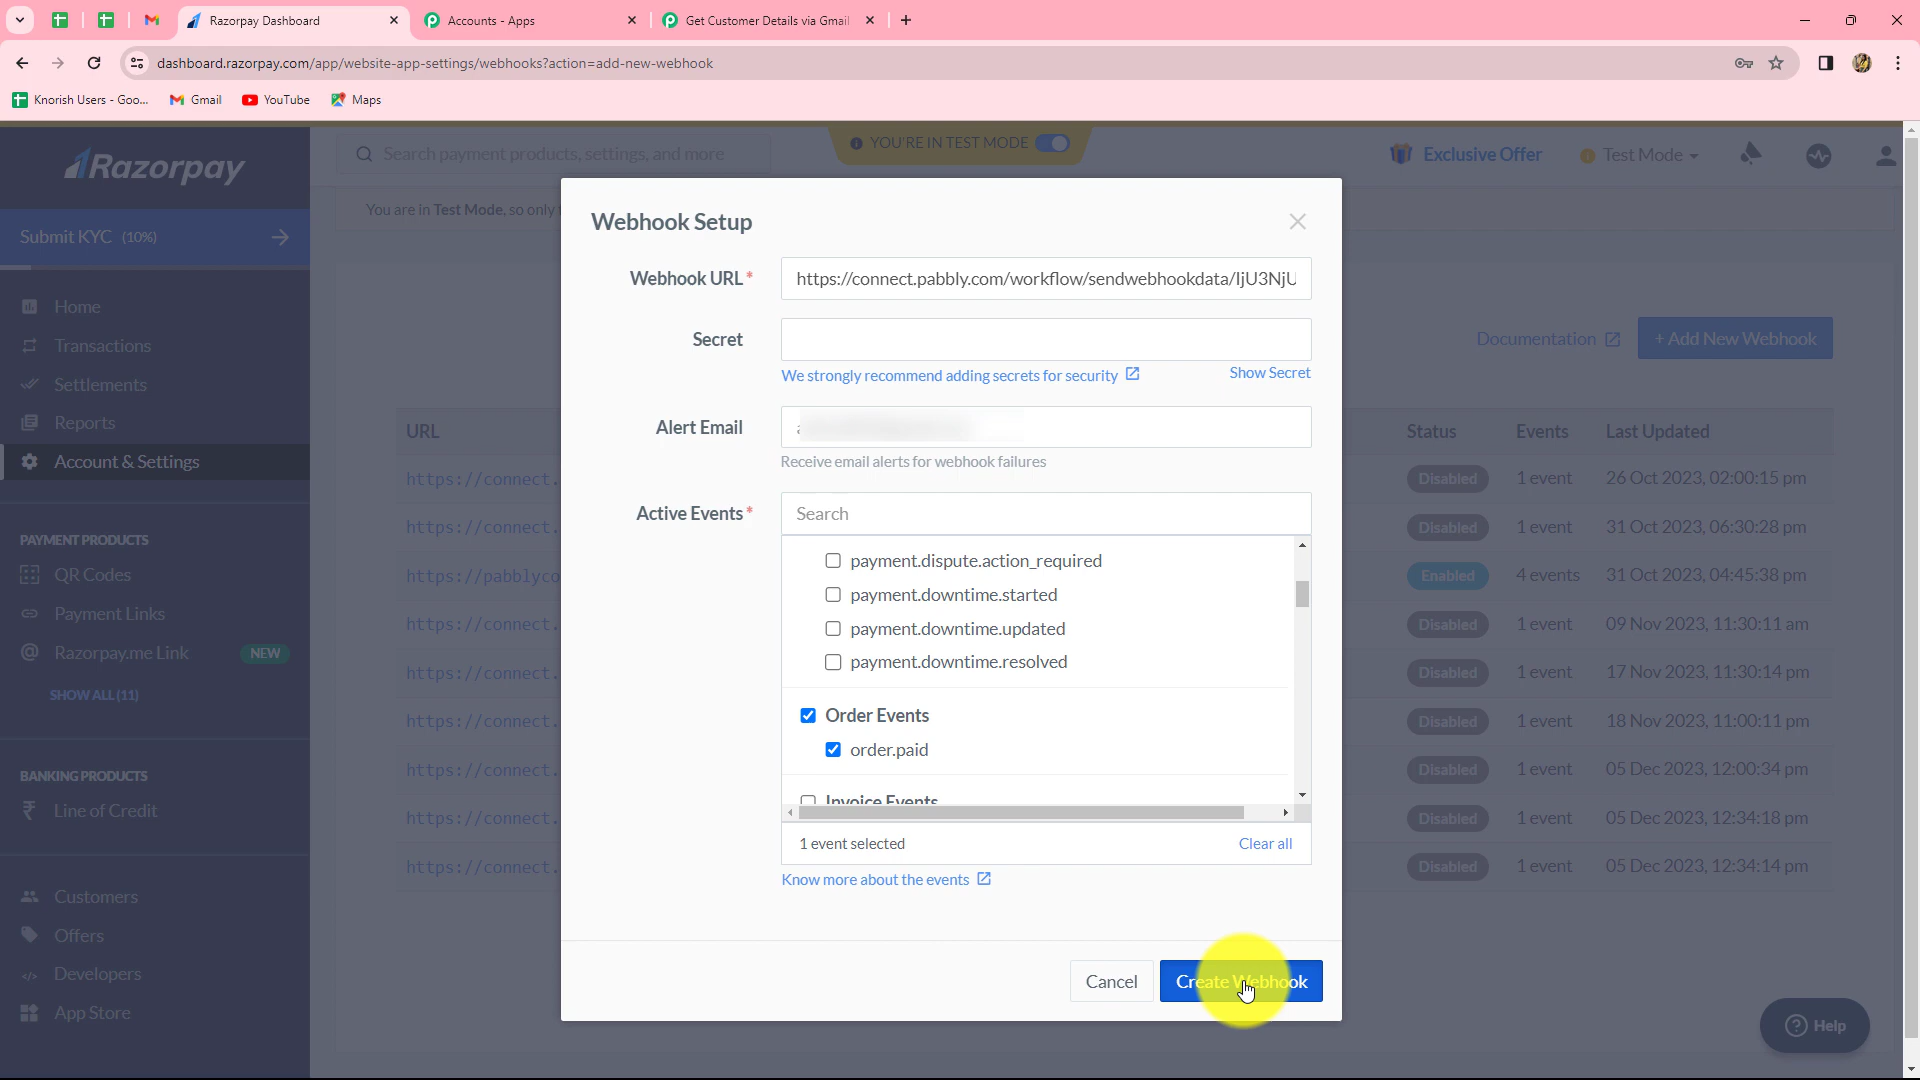 Razorpay Dashboard
Accounts - Apps
Get Customer Details via Gmail
dashboard.razorpay.com/app/website-app-settings/webhooks?action=add-new-webhook
Knorish Users - Goo...
Gmail
YouTube
Maps
Razorpay
Search payment products, settings, and more
YOU'RE IN TEST MODE
Exclusive Offer
Test Mode
Submit KYC (10%)
You are in Test Mode, so only
Home
Transactions
Settlements
Reports
Account & Settings
PAYMENT PRODUCTS
QR Codes
Payment Links
Razorpay.me Link NEW
SHOW ALL (11)
BANKING PRODUCTS
Line of Credit
Customers
Offers
Developers
App Store
Webhook Setup
Webhook URL*
https://connect.pabbly.com/workflow/sendwebhookdata/IjU3NjU
Secret
We strongly recommend adding secrets for security
Show Secret
Alert Email
Receive email alerts for webhook failures
Active Events*
Search
payment.dispute.action_required
payment.downtime.started
payment.downtime.updated
payment.downtime.resolved
Order Events
order.paid
Invoice Events
1 event selected
Clear all
Know more about the events
Cancel
Create Webhook
Documentation
+ Add New Webhook
URL Status Events Last Updated
https://connect. Disabled 1 event 26 Oct 2023, 02:00:15 pm
https://connect. Disabled 1 event 31 Oct 2023, 06:30:28 pm
https://pabblyco Enabled 4 events 31 Oct 2023, 04:45:38 pm
https://connect. Disabled 1 event 09 Nov 2023, 11:30:11 am
https://connect. Disabled 1 event 17 Nov 2023, 11:30:14 pm
https://connect. Disabled 1 event 18 Nov 2023, 11:00:11 pm
https://connect. Disabled 1 event 05 Dec 2023, 12:00:34 pm
https://connect. Disabled 1 event 05 Dec 2023, 12:34:18 pm
https://connect. Disabled 1 event 05 Dec 2023, 12:34:14 pm
Help